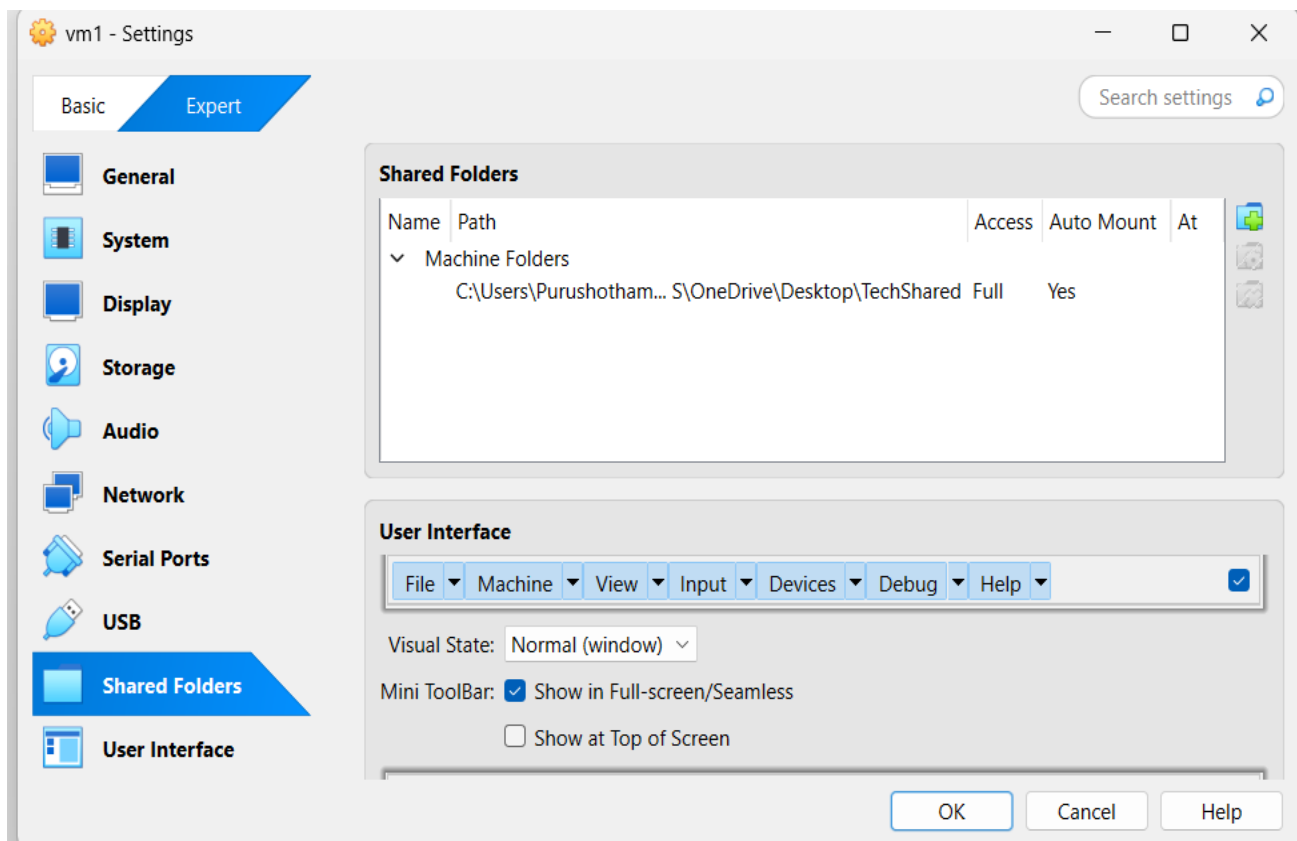 vm1 - Settings
Basic Expert Search settings
General
System
Display
Storage
Audio
Network
Serial Ports
USB
Shared Folders
User Interface
Shared Folders
Name Path Access Auto Mount At
Machine Folders
C:\Users\Purushotham... S\OneDrive\Desktop\TechShared Full Yes
User Interface
File Machine View Input Devices Debug Help
Visual State: Normal (window)
Mini ToolBar: Show in Full-screen/Seamless
Show at Top of Screen
OK Cancel Help